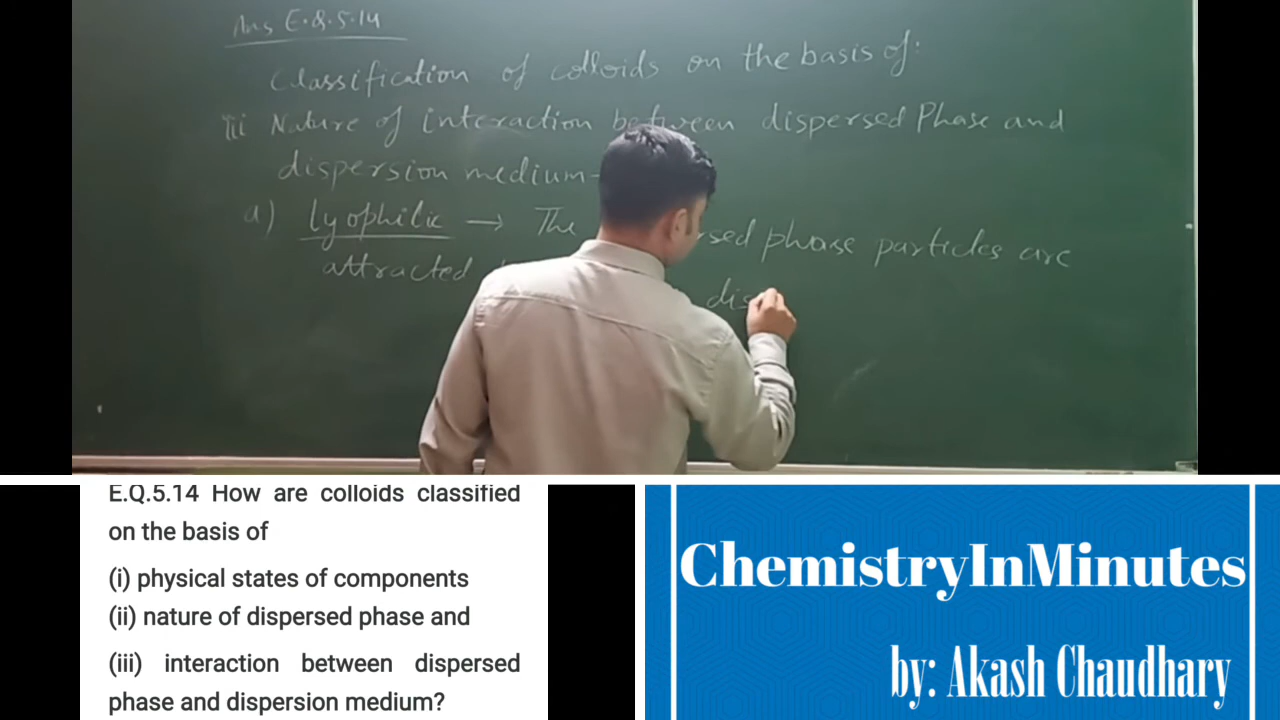 Ans E.Q.5.14
Classification of colloids on the basis of:
iii Nature of interaction between dispersed Phase and
dispersion medium-
a) Lyophilic → The rsed phase particles are
attracted dis
E.Q.5.14 How are colloids classified
on the basis of
(i) physical states of components
(ii) nature of dispersed phase and
(iii) interaction between dispersed
phase and dispersion medium?
ChemistryInMinutes
by: Akash Chaudhary